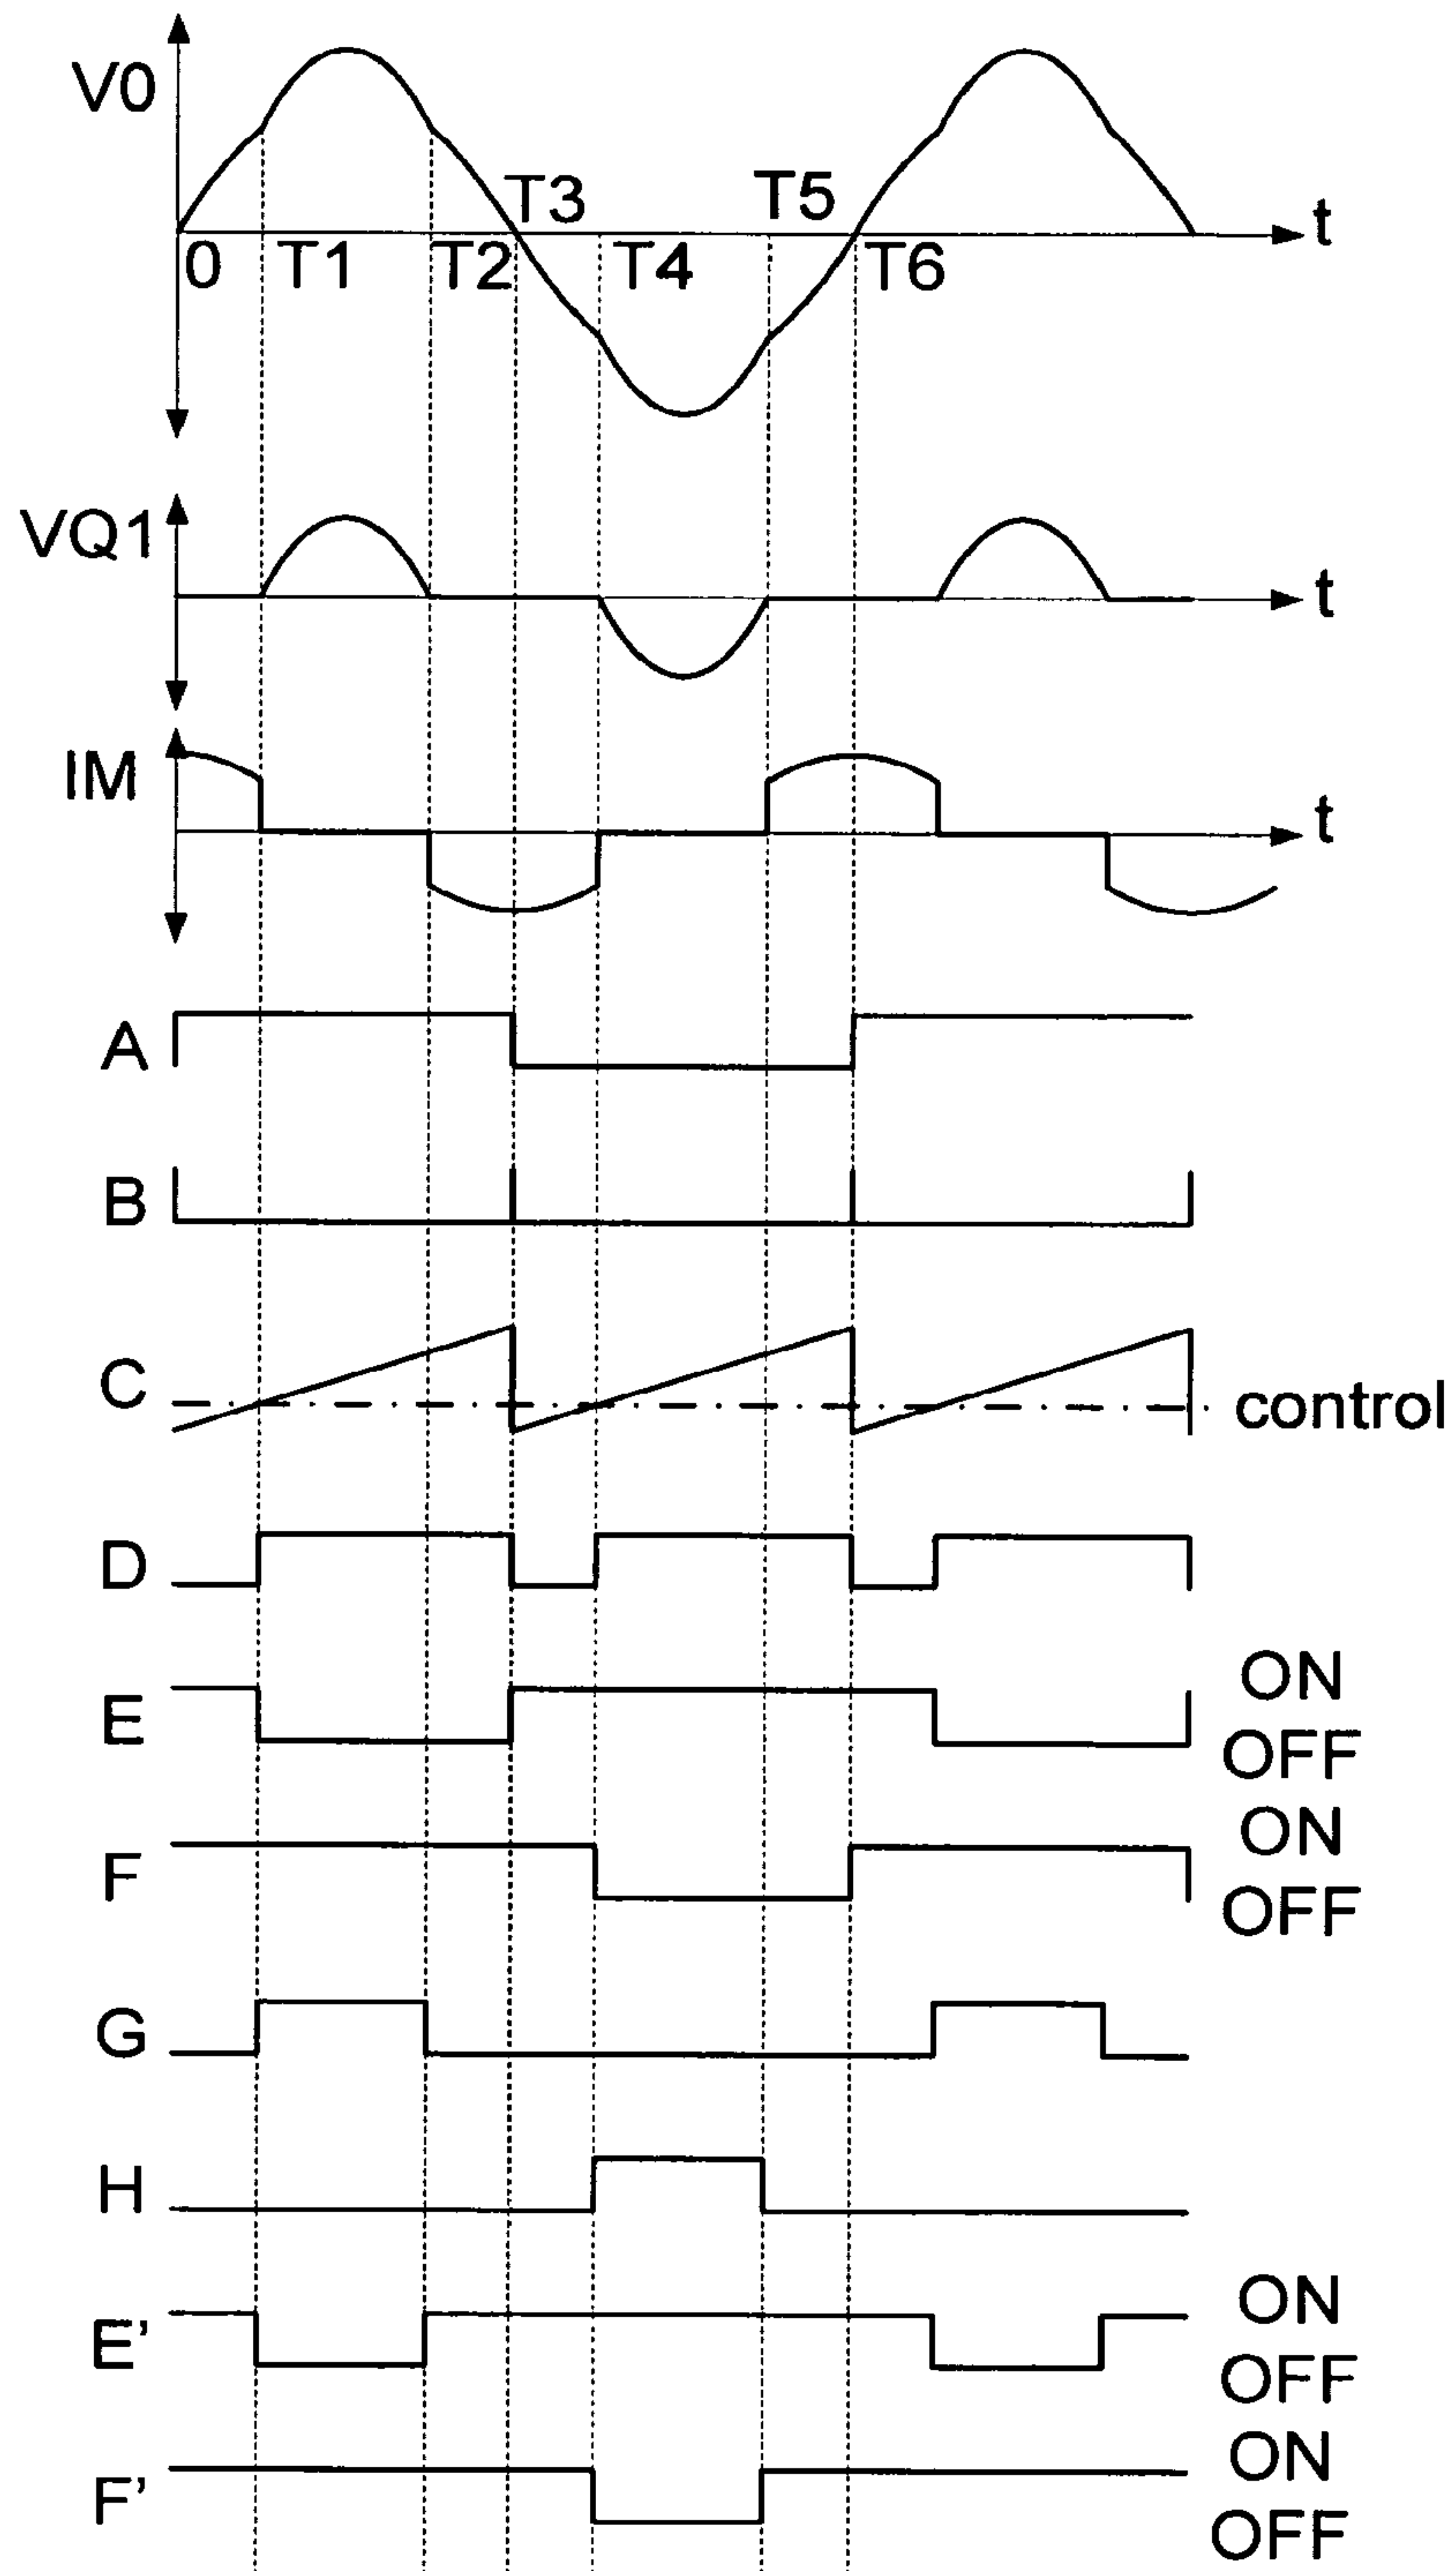 V0
T3
T5
t
0
T1
T2
T4
T6
VQ1
t
IM
t
A
B
C
control
D
ON
E
OFF
ON
F
OFF
G
H
ON
E’
OFF
ON
F’
OFF